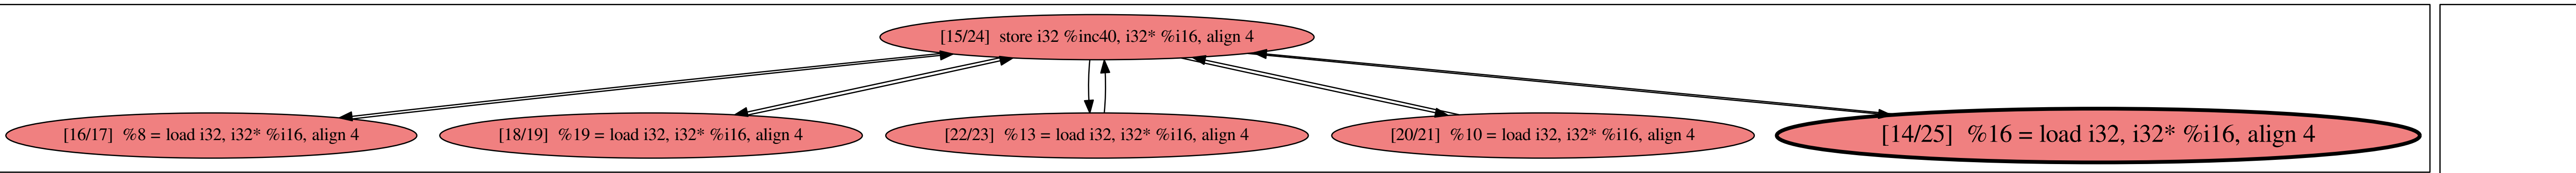 [15/24] store i32 %inc40, i32* %i16, align 4
[16/17] %8 = load i32, i32* %i16, align 4
[18/19] %19 = load i32, i32* %i16, align 4
[22/23] %13 = load i32, i32* %i16, align 4
[20/21] %10 = load i32, i32* %i16, align 4
[14/25] %16 = load i32, i32* %i16, align 4